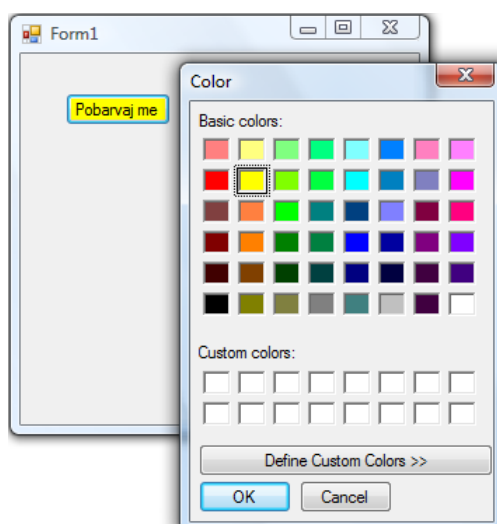 Form1
Pobarvaj me
Color
Basic colors:
Custom colors:
Define Custom Colors >>
OK
Cancel